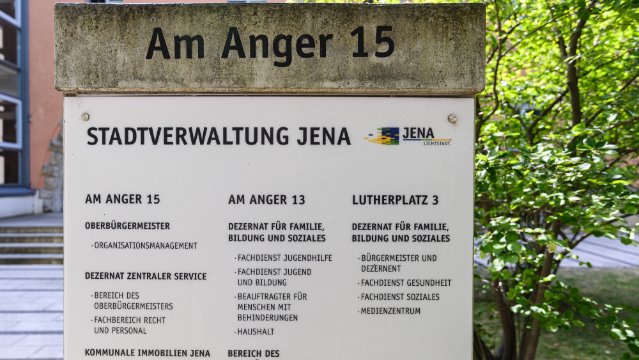 Am Anger 15
STADTVERWALTUNG JENA
JENA
LICHTSTADT.
AM ANGER 15
OBERBÜRGERMEISTER
·ORGANISATIONSMANAGEMENT
DEZERNAT ZENTRALER SERVICE
·BEREICH DES
OBERBÜRGERMEISTERS
·FACHBEREICH RECHT
UND PERSONAL
KOMMUNALE IMMOBILIEN JENA
AM ANGER 13
DEZERNAT FÜR FAMILIE,
BILDUNG UND SOZIALES
·FACHDIENST JUGENDHILFE
·FACHDIENST JUGEND
UND BILDUNG
·BEAUFTRAGTER FÜR
MENSCHEN MIT
BEHINDERUNGEN
·HAUSHALT
BEREICH DES
LUTHERPLATZ 3
DEZERNAT FÜR FAMILIE,
BILDUNG UND SOZIALES
·BÜRGERMEISTER UND
DEZERNENT
·FACHDIENST GESUNDHEIT
·FACHDIENST SOZIALES
·MEDIENZENTRUM